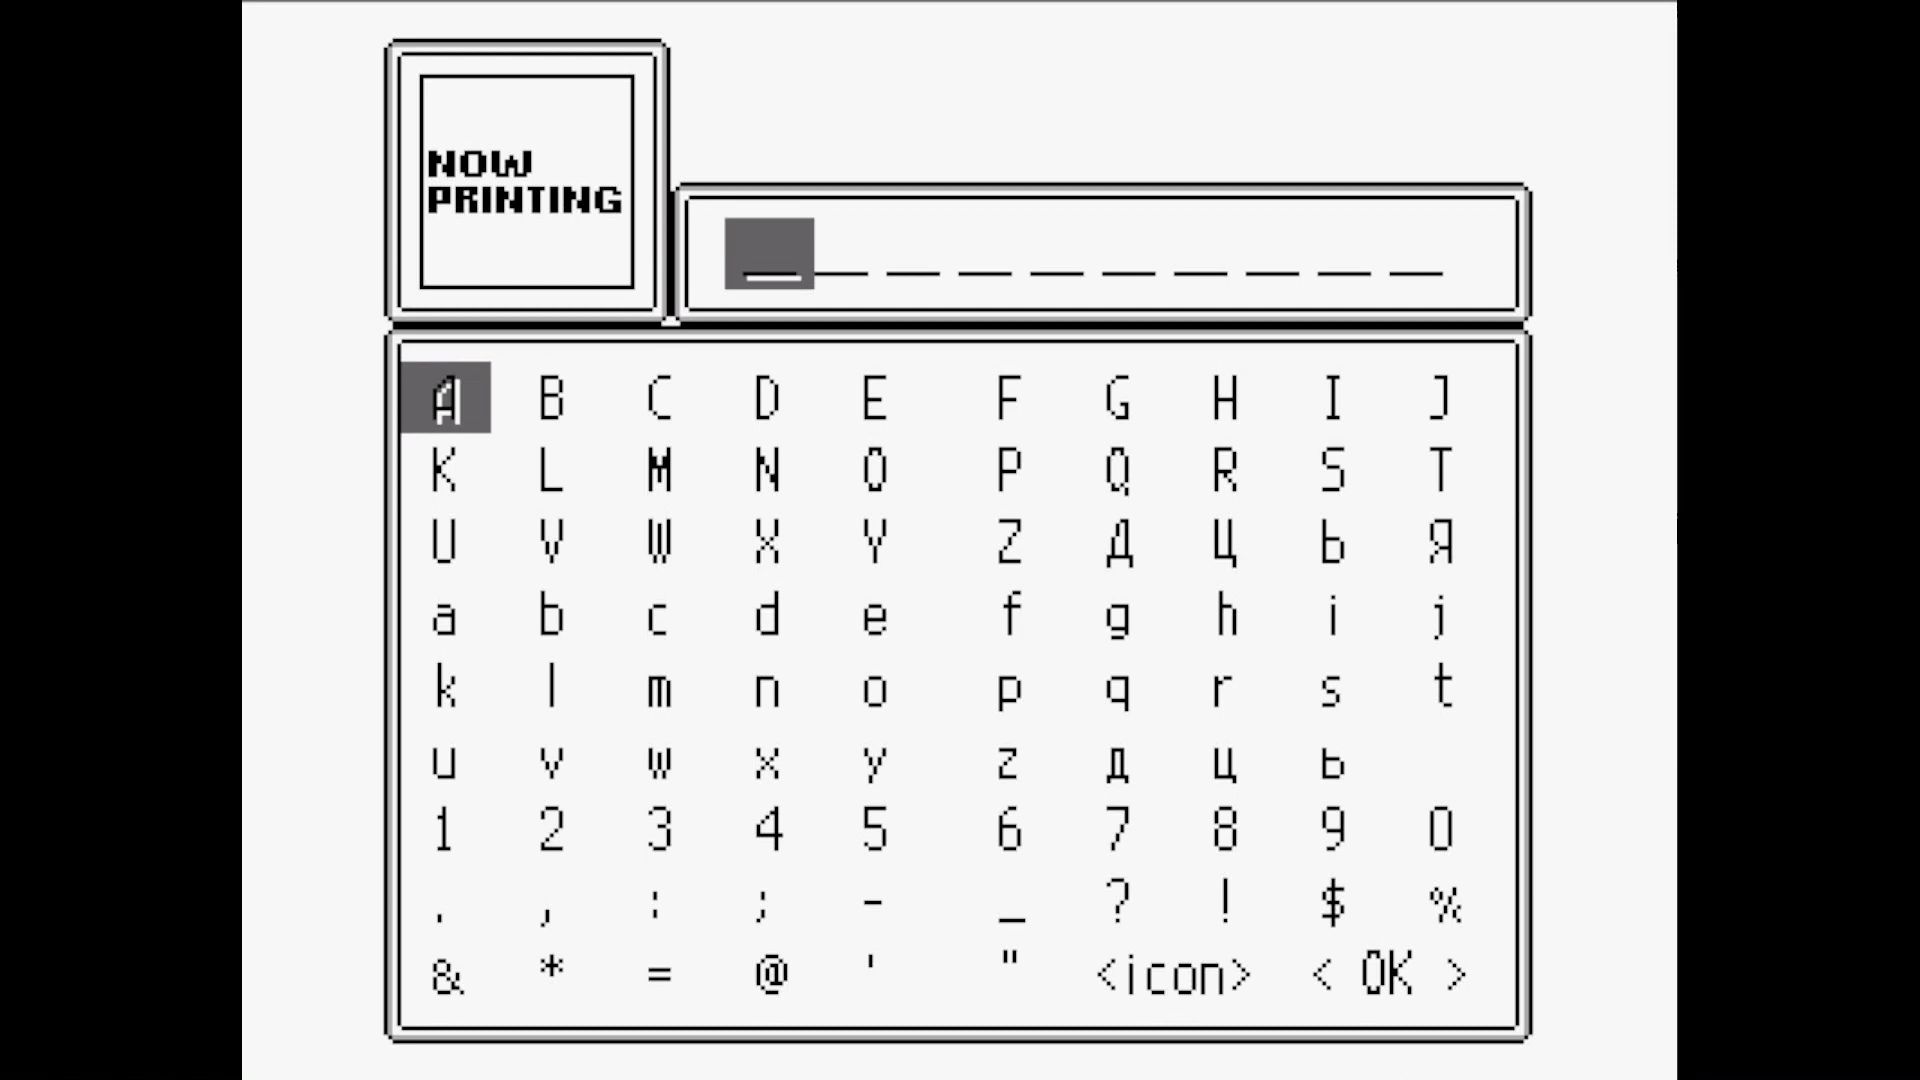 NOW
PRINTING
_ _ _ _ _ _ _ _ _ _
A B C D E F G H I J
K L M N O P Q R S T
U V W X Y Z Д Ц Ь Я
a b c d e f g h i j
k l m n o p q r s t
u v w x y z д ц ь
1 2 3 4 5 6 7 8 9 0
. , : ; - _ ? ! $ %
& * = @ ' " <icon> < OK >